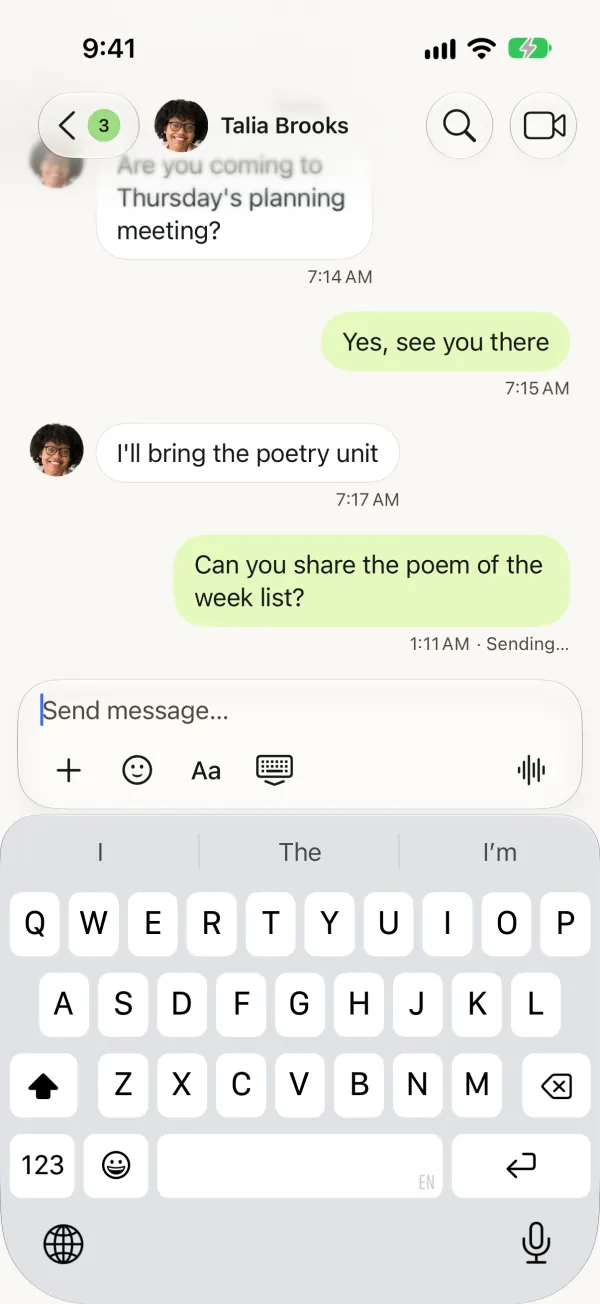 9:41
3
Talia Brooks
Are you coming to
Thursday's planning
meeting?
7:14 AM
Yes, see you there
7:15 AM
I'll bring the poetry unit
7:17 AM
Can you share the poem of the
week list?
1:11 AM · Sending...
Send message...
Aa
I The I'm
Q W E R T Y U I O P
A S D F G H J K L
Z X C V B N M
123
EN